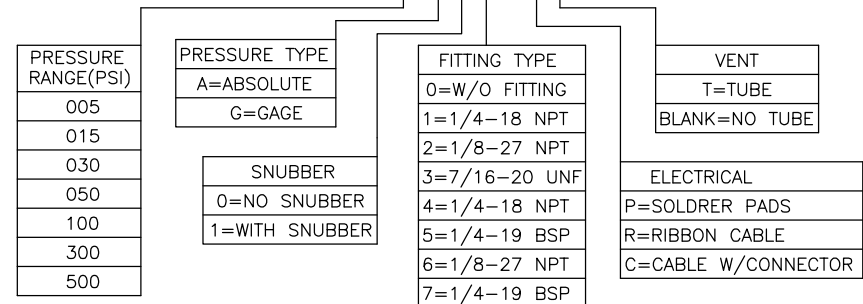 PRESSURE
RANGE(PSI)
005
015
030
050
100
300
500
PRESSURE TYPE
A=ABSOLUTE
G=GAGE
SNUBBER
0=NO SNUBBER
1=WITH SNUBBER
FITTING TYPE
0=W/O FITTING
1=1/4-18 NPT
2=1/8-27 NPT
3=7/16-20 UNF
4=1/4-18 NPT
5=1/4-19 BSP
6=1/8-27 NPT
7=1/4-19 BSP
VENT
T=TUBE
BLANK=NO TUBE
ELECTRICAL
P=SOLDRER PADS
R=RIBBON CABLE
C=CABLE W/CONNECTOR